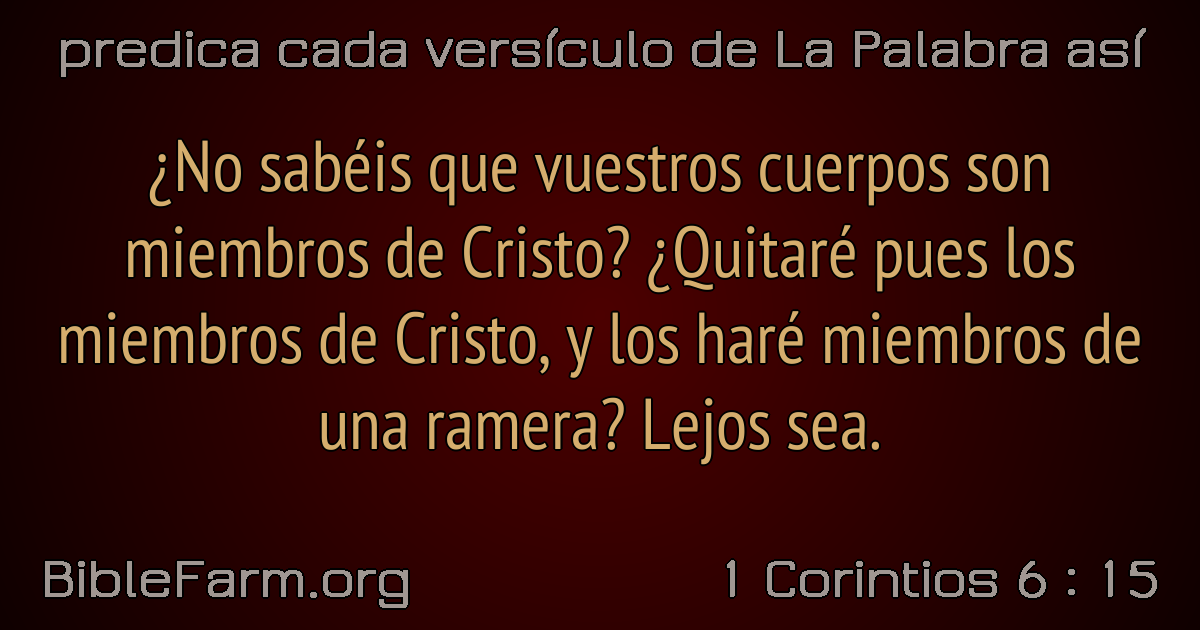 predica cada versículo de La Palabra así
¿No sabéis que vuestros cuerpos son
miembros de Cristo? ¿Quitaré pues los
miembros de Cristo, y los haré miembros de
una ramera? Lejos sea.
BibleFarm.org
1 Corintios 6 : 15